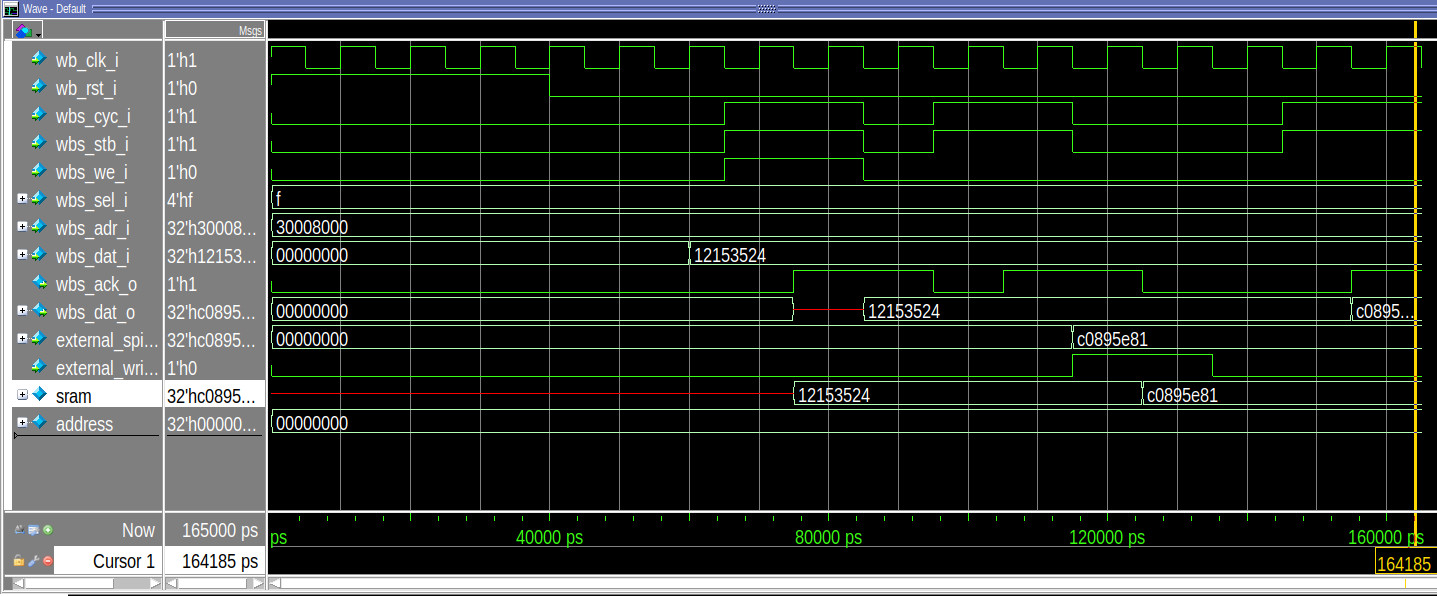 Wave - Default
Msgs
wb_clk_i 1'h1
wb_rst_i 1'h0
wbs_cyc_i 1'h1
wbs_stb_i 1'h1
wbs_we_i 1'h0
wbs_sel_i 4'hf f
wbs_adr_i 32'h30008... 30008000
wbs_dat_i 32'h12153... 00000000 12153524
wbs_ack_o 1'h1
wbs_dat_o 32'hc0895... 00000000 12153524 c0895...
external_spi... 32'hc0895... 00000000 c0895e81
external_wri... 1'h0
sram 32'hc0895... 12153524 c0895e81
address 32'h00000... 00000000
Now 165000 ps ps 40000 ps 80000 ps 120000 ps 160000 ps
Cursor 1 164185 ps 164185